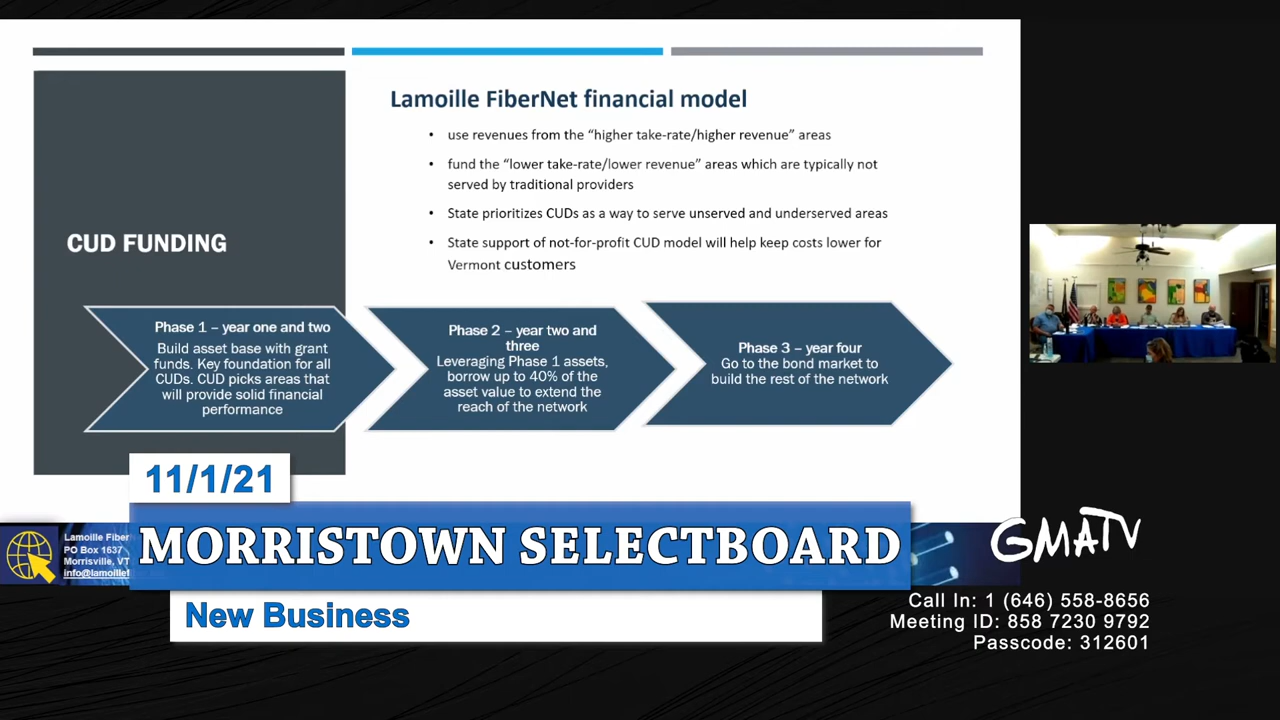 Lamoille FiberNet financial model
• use revenues from the “higher take-rate/higher revenue” areas
• fund the “lower take-rate/lower revenue” areas which are typically not
served by traditional providers
• State prioritizes CUDs as a way to serve unserved and underserved areas
• State support of not-for-profit CUD model will help keep costs lower for
Vermont customers
CUD FUNDING
Phase 1 – year one and two
Build asset base with grant
funds. Key foundation for all
CUDs. CUD picks areas that
will provide solid financial
performance
Phase 2 – year two and
three
Leveraging Phase 1 assets,
borrow up to 40% of the
asset value to extend the
reach of the network
Phase 3 – year four
Go to the bond market to
build the rest of the network
11/1/21
MORRISTOWN SELECTBOARD
New Business
Lamoille Fiber
PO Box 1637
Morrisville, VT
info@lamoillef
GMATV
Call In: 1 (646) 558-8656
Meeting ID: 858 7230 9792
Passcode: 312601